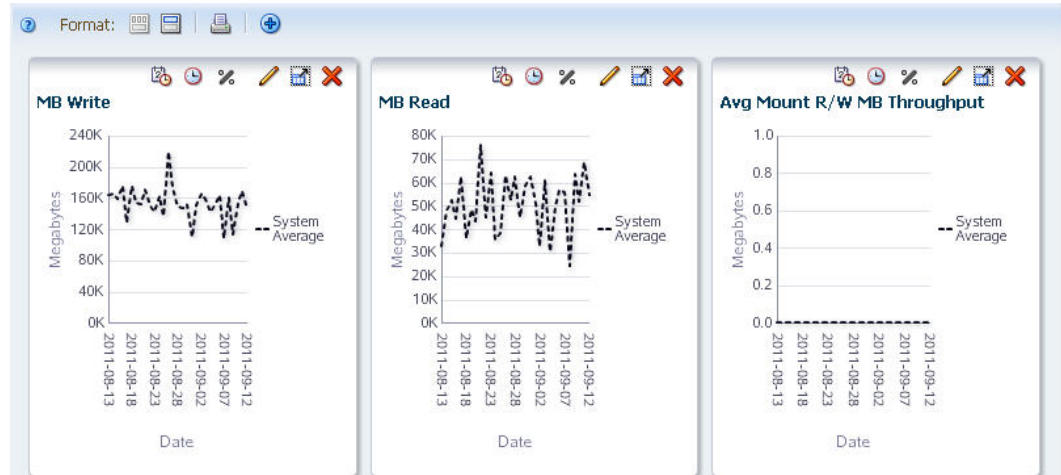 Format:
MB Write
240K
200K
160K
120K
80K
40K
0K
Megabytes
System
Average
2011-08-13
2011-08-18
2011-08-23
2011-08-28
2011-09-02
2011-09-07
2011-09-12
Date
MB Read
80K
70K
60K
50K
40K
30K
20K
10K
0K
Megabytes
System
Average
2011-08-13
2011-08-18
2011-08-23
2011-08-28
2011-09-02
2011-09-07
2011-09-12
Date
Avg Mount R/W MB Throughput
1.0
0.8
0.6
0.4
0.2
0.0
Megabytes
System
Average
2011-08-13
2011-08-18
2011-08-23
2011-08-28
2011-09-02
2011-09-07
2011-09-12
Date